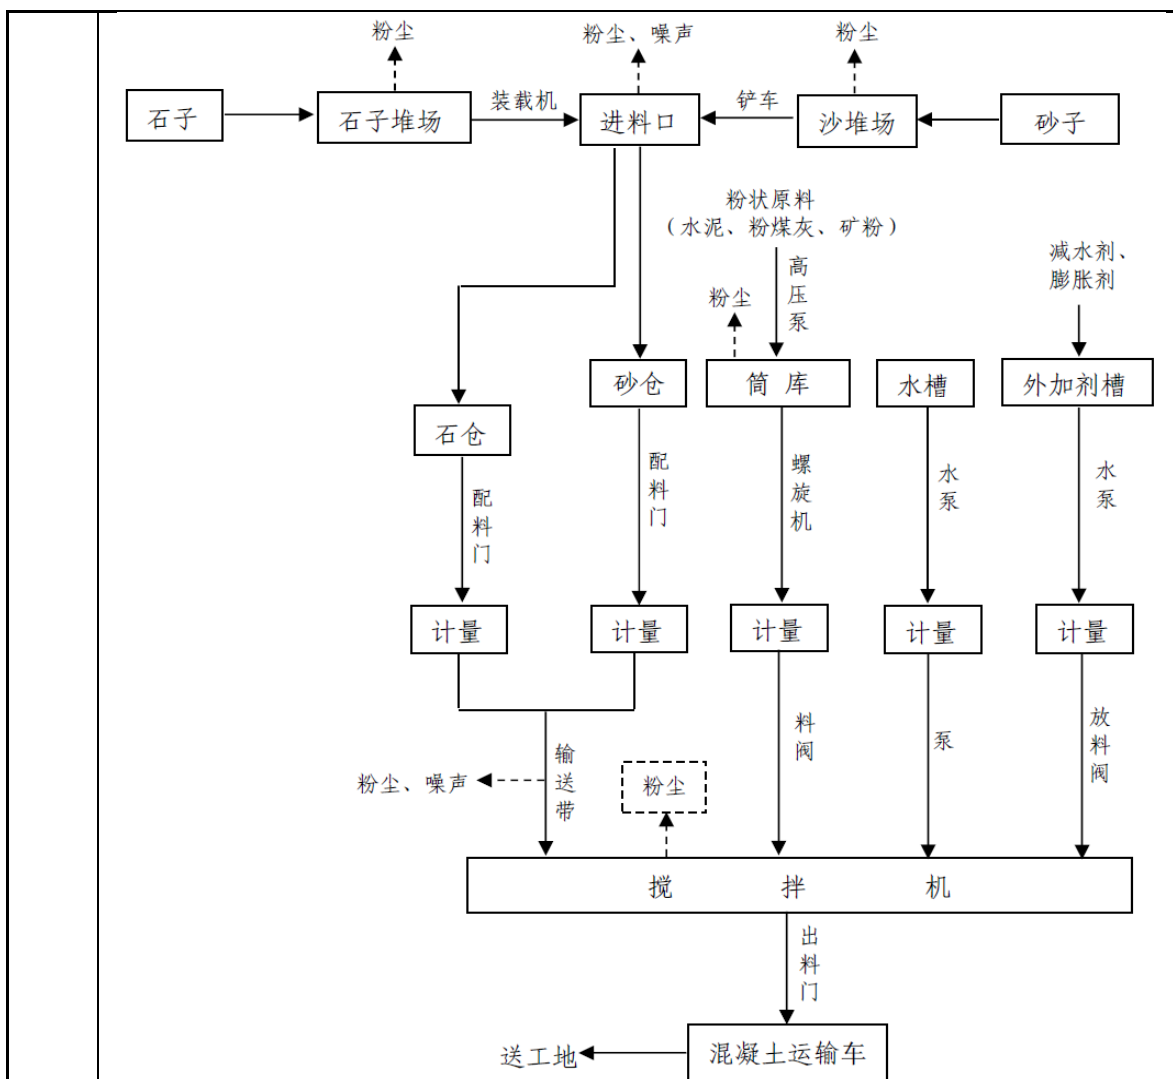 粉尘
粉尘、噪声
粉尘
石子
石子堆场
装载机
进料口
铲车
沙堆场
砂子
粉状原料
（水泥、粉煤灰、矿粉）
减水剂、
膨胀剂
高压泵
粉尘
砂仓
筒 库
水槽
外加剂槽
石仓
配料门
配料门
螺旋机
水泵
水泵
计量
计量
计量
计量
计量
输送带
料阀
泵
放料阀
粉尘、噪声
粉尘
搅 拌 机
出料门
送工地
混凝土运输车